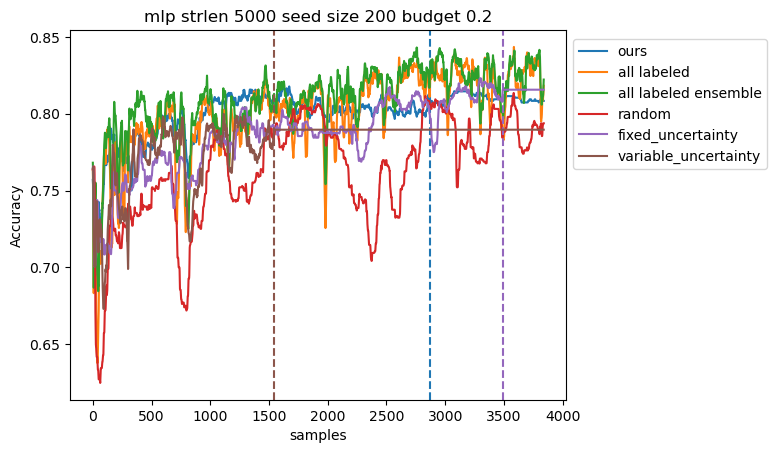 mlp strlen 5000 seed size 200 budget 0.2
0.85
0.80
0.75
0.70
0.65
Accuracy
0 500 1000 1500 2000 2500 3000 3500 4000
samples
ours
all labeled
all labeled ensemble
random
fixed_uncertainty
variable_uncertainty